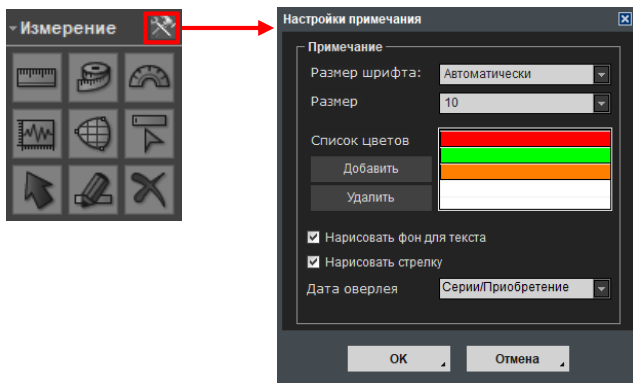 Измерение
Настройки примечания
Примечание
Размер шрифта: Автоматически
Размер 10
Список цветов
Добавить
Удалить
Нарисовать фон для текста
Нарисовать стрелку
Дата оверлея Серии/Приобретение
OK Отмена